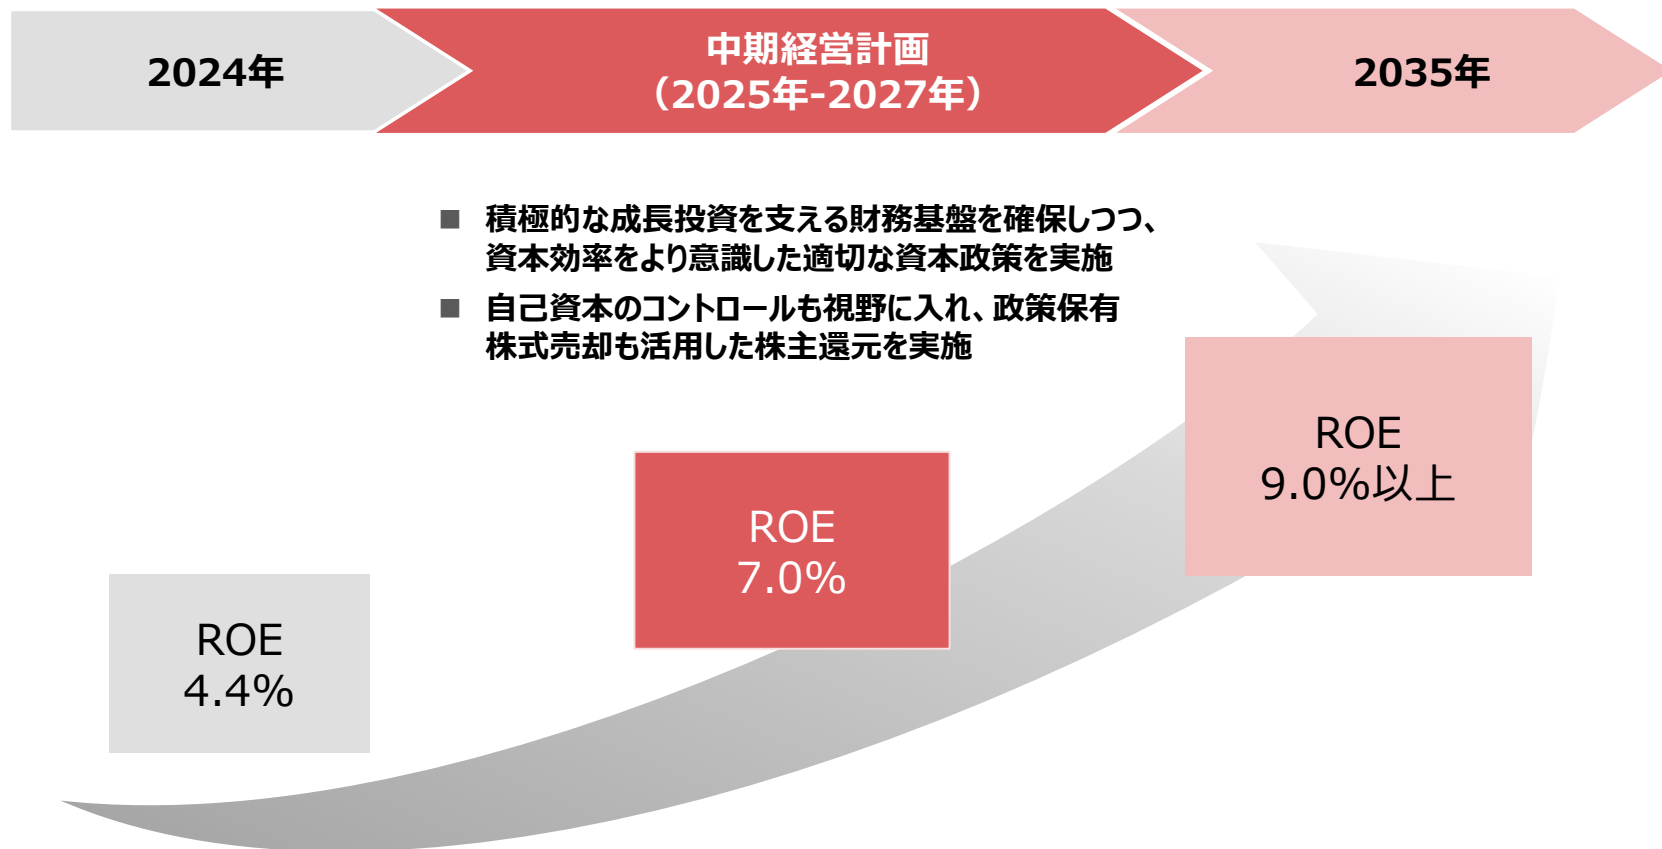 2024年
中期経営計画
（2025年-2027年）
2035年
■ 積極的な成長投資を支える財務基盤を確保しつつ、
資本効率をより意識した適切な資本政策を実施
■ 自己資本のコントロールも視野に入れ、政策保有
株式売却も活用した株主還元を実施
ROE
4.4%
ROE
7.0%
ROE
9.0%以上